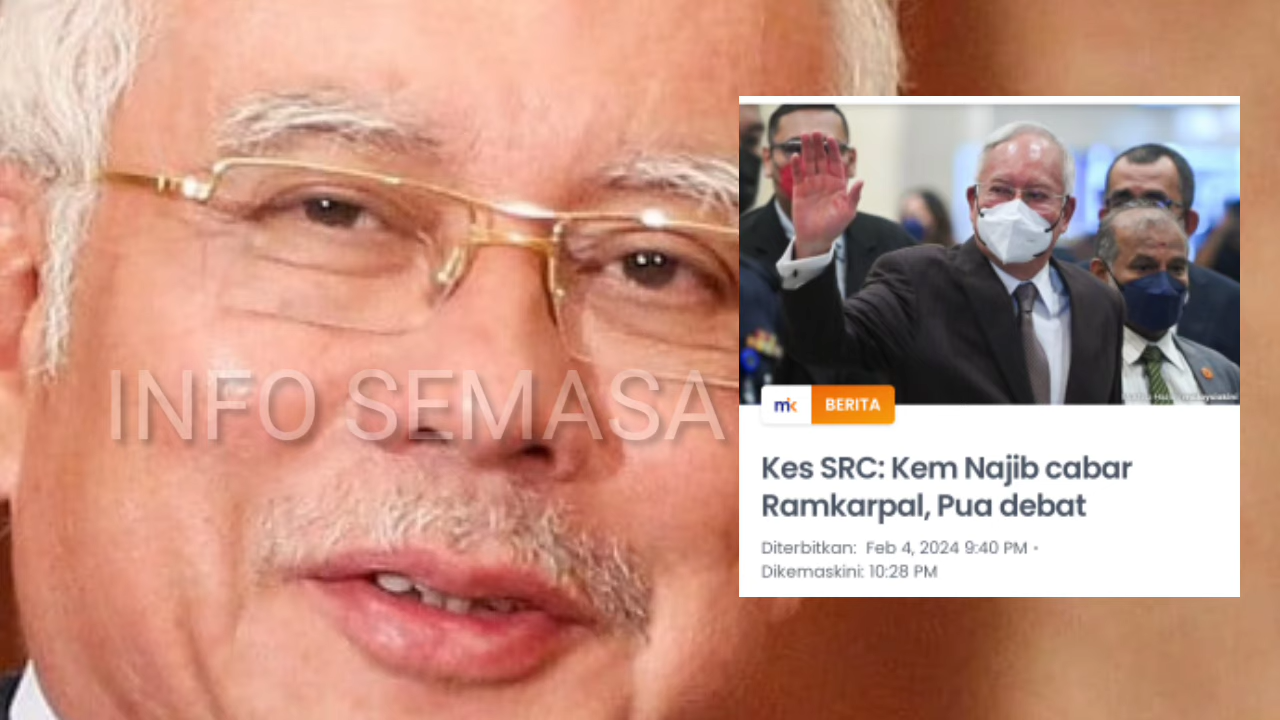 INFO SEMASA
mk BERITA
Kes SRC: Kem Najib cabar
Ramkarpal, Pua debat
Diterbitkan: Feb 4, 2024 9:40 PM •
Dikemaskini: 10:28 PM